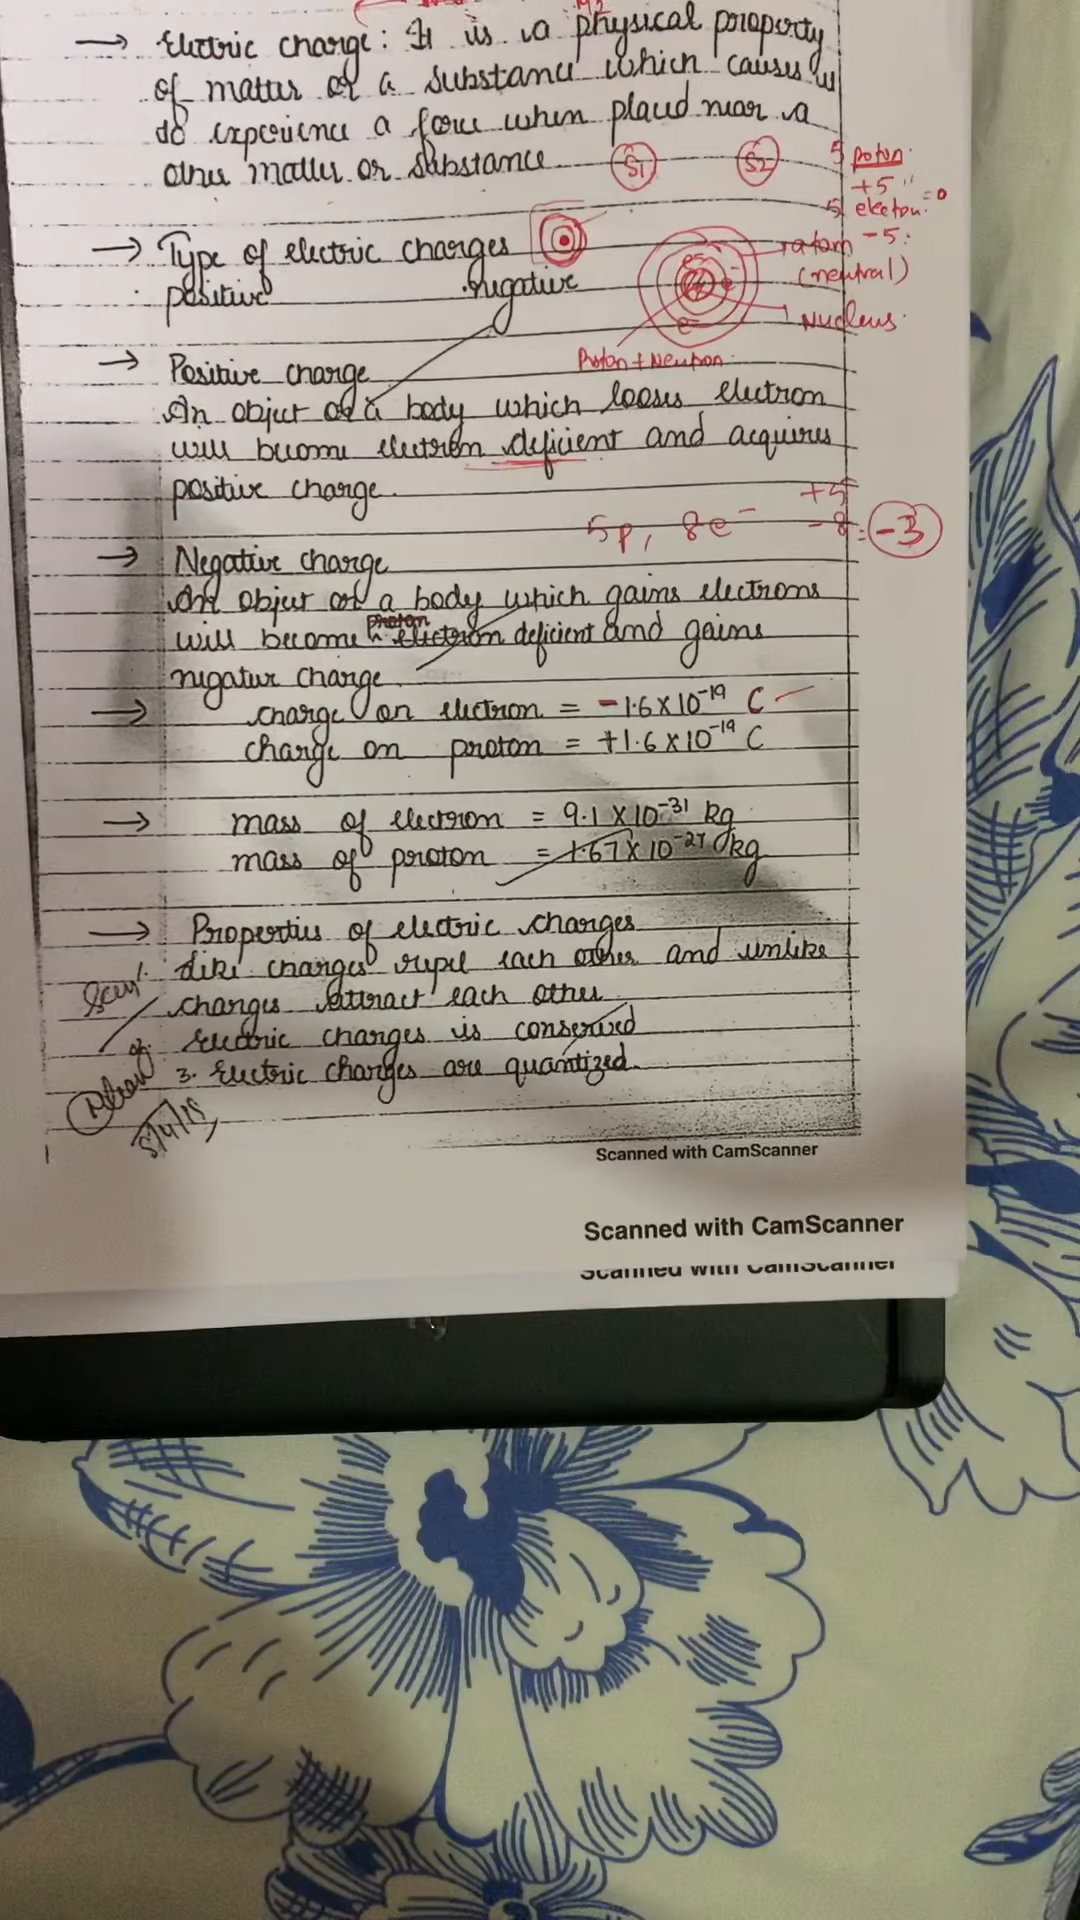 → Electric charge: It is a physical property
of matter or a substance which causes it
to experience a force when placed near a
other matter or substance
S1 S2
5 proton.
+5
5 electon. =0
→ Type of electric charges
atom -5.
(neutral)
positive negative
e-
e-
Nucleus.
Proton + Neutron.
→ Positive charge
An object or a body which looses electron
will become electron deficient and acquires
positive charge.
+5
5p, 8e- -8 = -3
→ Negative charge
An object or a body which gains electrons
proton
will become electron deficient and gains
negative charge.
→ charge on electron = -1.6 x 10-19 C
charge on proton = +1.6 x 10-19 C
→ mass of electron = 9.1 x 10-31 kg
mass of proton = 1.67 x 10-27 kg
→ Properties of electric charges
1. Like charges repel each other and unlike
charges attract each other
2. Electric charges is conserved
3. Electric charges are quantized.
Scanned with CamScanner
Scanned with CamScanner
Scanned with CamScanner